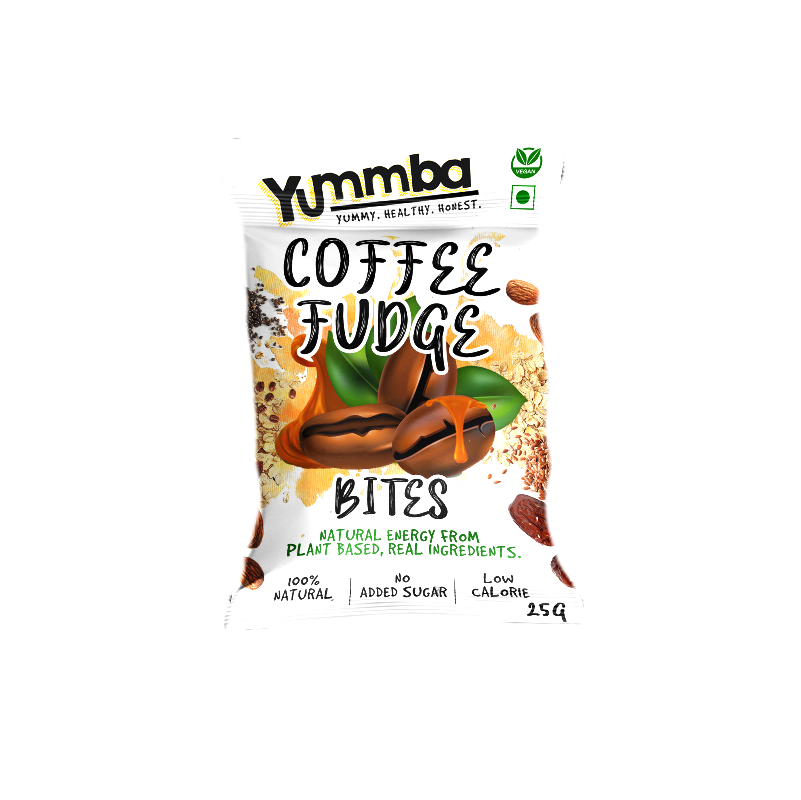 Yummba
YUMMY. HEALTHY. HONEST.
VEGAN
COFFEE
FUDGE
BITES
NATURAL ENERGY FROM
PLANT BASED, REAL INGREDIENTS.
100% NATURAL
NO ADDED SUGAR
LOW CALORIE
25G